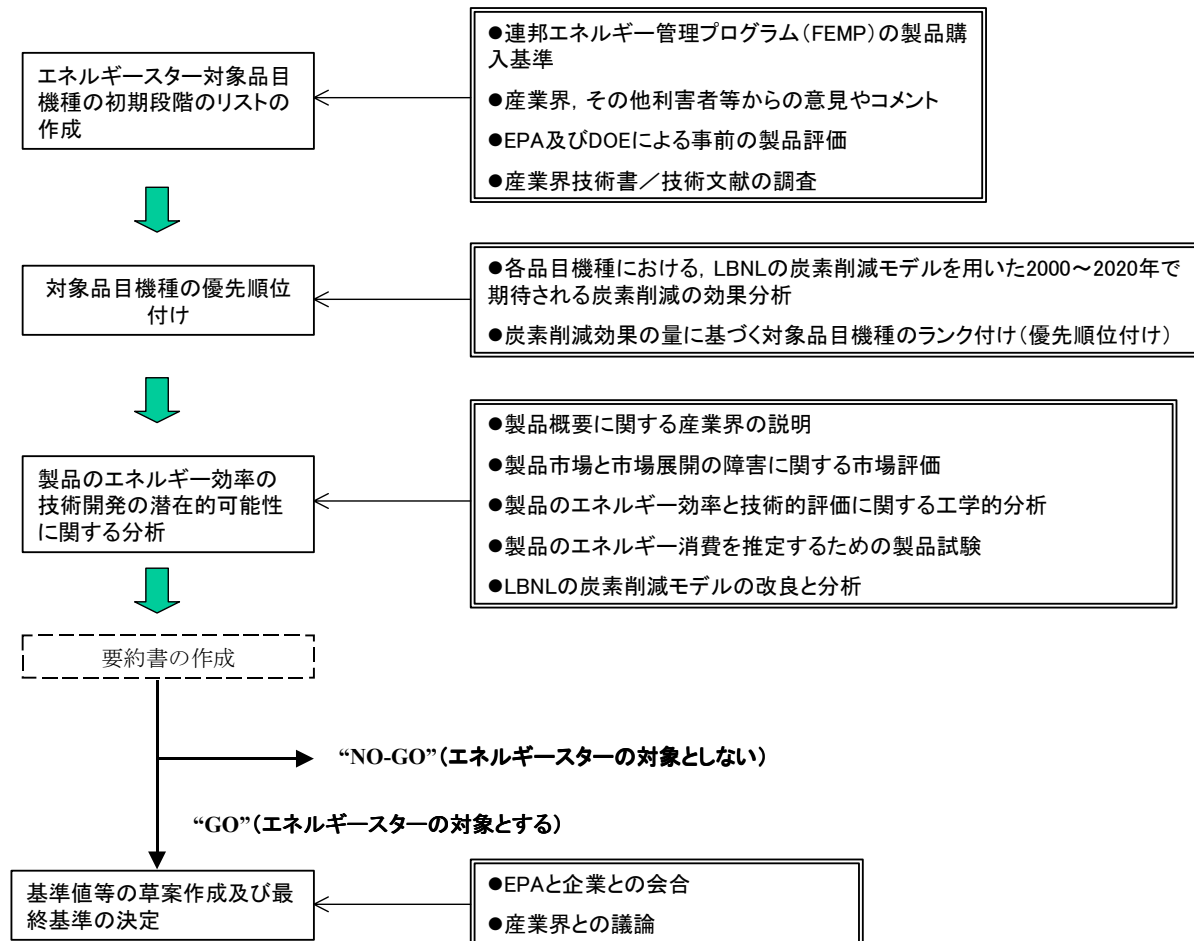 エネルギースター対象品目
機種の初期段階のリストの
作成
●連邦エネルギー管理プログラム（FEMP）の製品購
入基準
●産業界，その他利害者等からの意見やコメント
●EPA及びDOEによる事前の製品評価
●産業界技術書／技術文献の調査
対象品目機種の優先順位
付け
●各品目機種における，LBNLの炭素削減モデルを用いた2000～2020年で
期待される炭素削減の効果分析
●炭素削減効果の量に基づく対象品目機種のランク付け（優先順位付け）
製品のエネルギー効率の
技術開発の潜在的可能性
に関する分析
●製品概要に関する産業界の説明
●製品市場と市場展開の障害に関する市場評価
●製品のエネルギー効率と技術的評価に関する工学的分析
●製品のエネルギー消費を推定するための製品試験
●LBNLの炭素削減モデルの改良と分析
要約書の作成
“NO-GO”（エネルギースターの対象としない）
“GO”（エネルギースターの対象とする）
基準値等の草案作成及び最
終基準の決定
●EPAと企業との会合
●産業界との議論